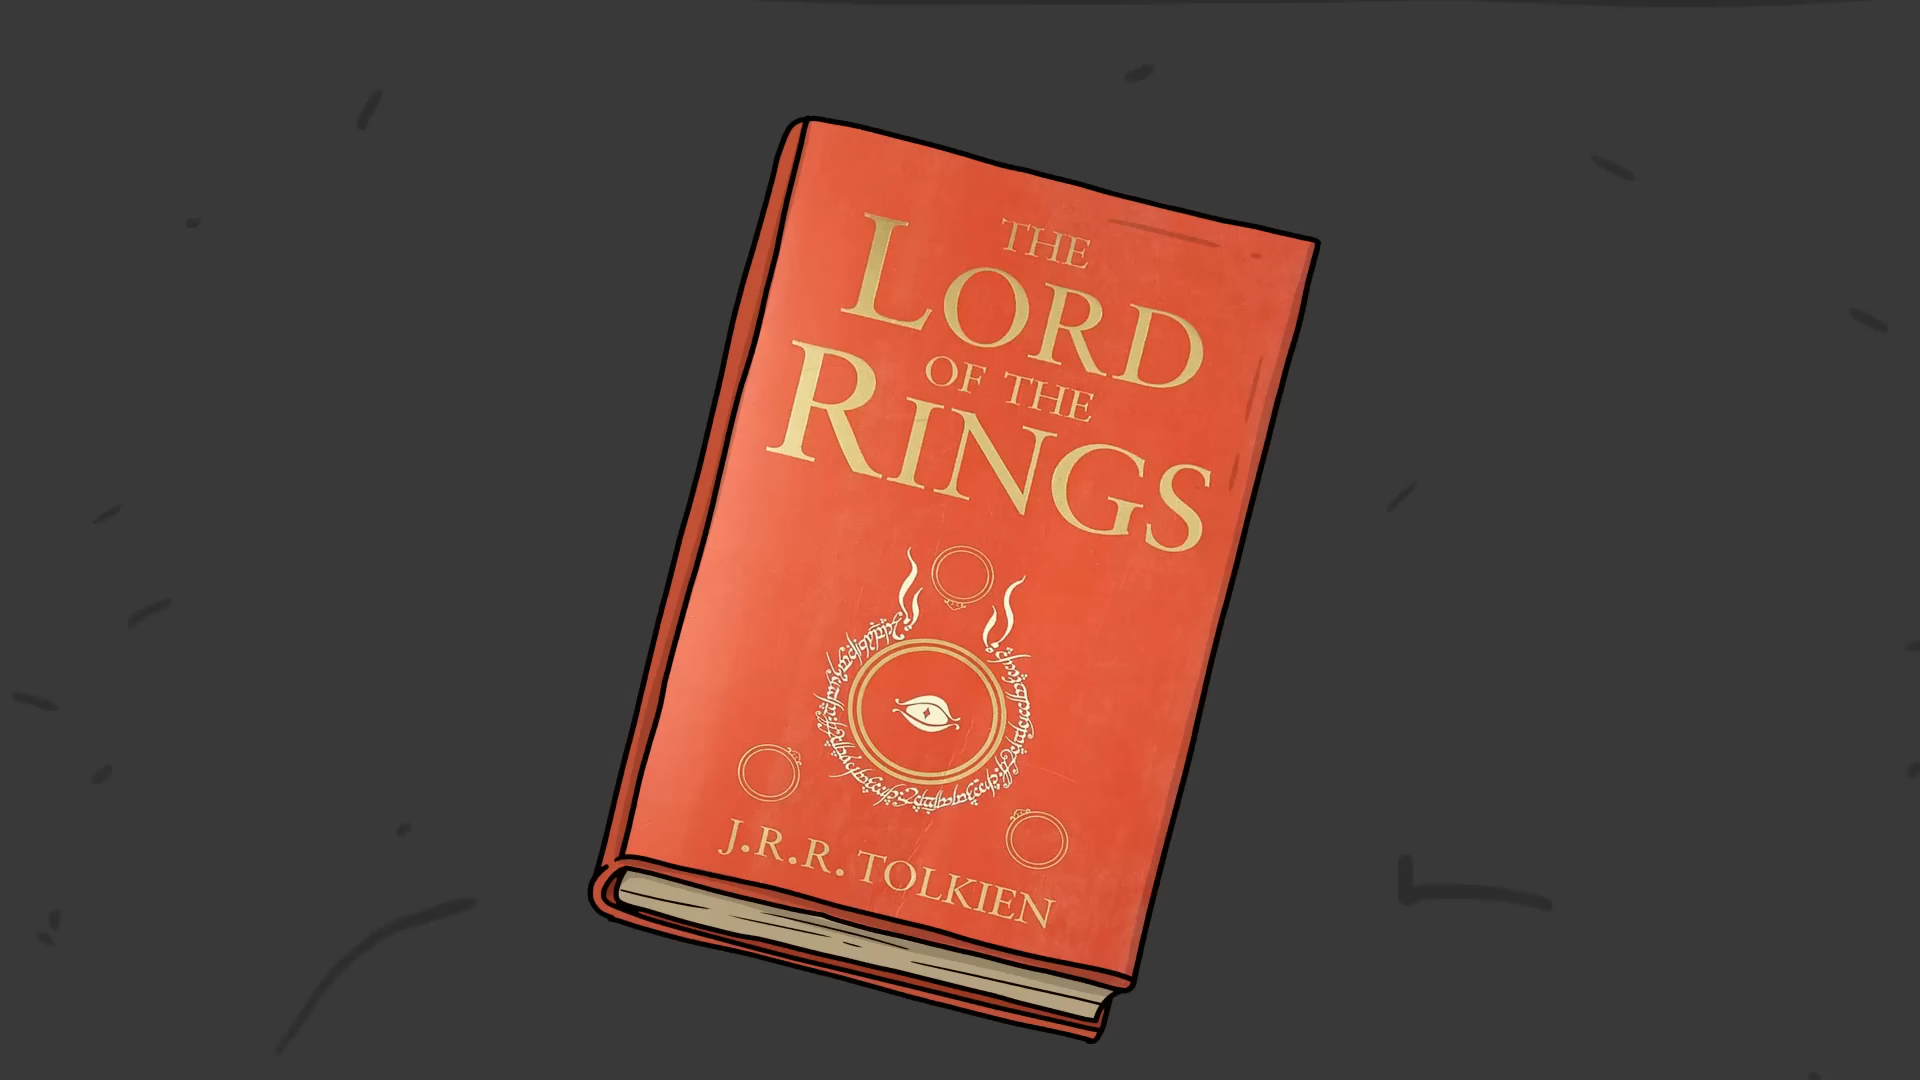 THE
LORD
OF THE
RINGS
J.R.R. TOLKIEN